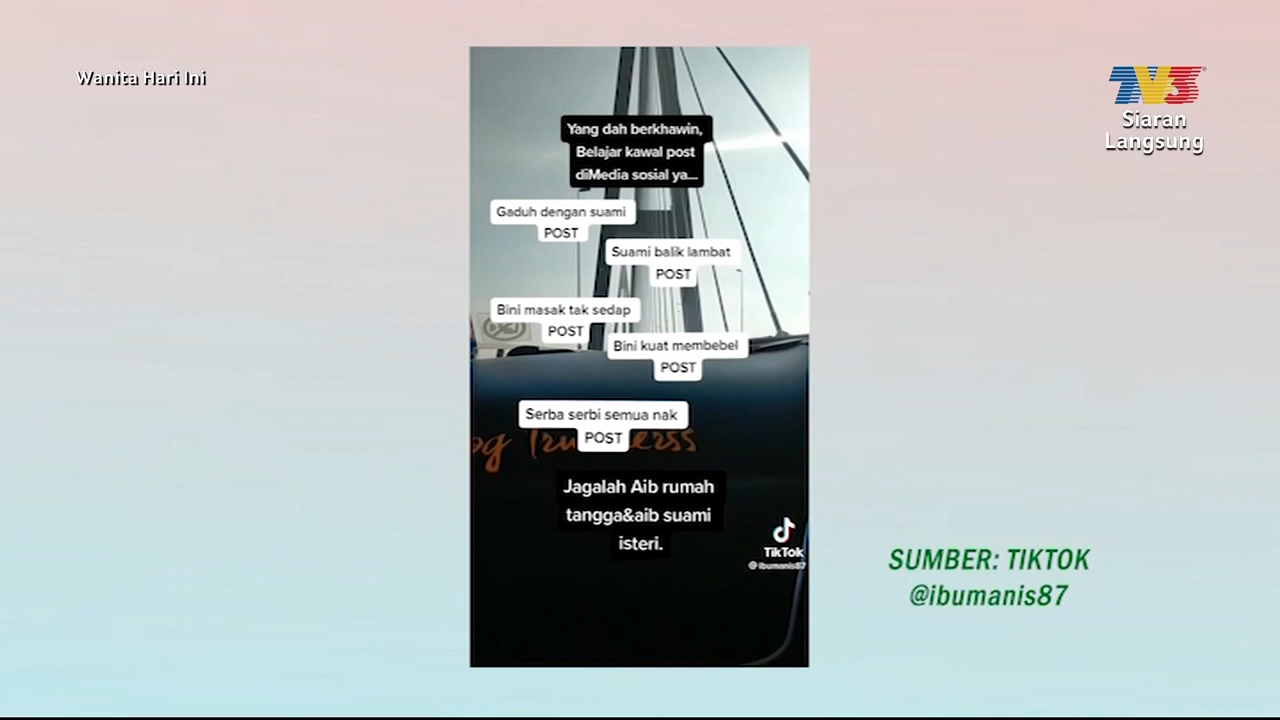 Wanita Hari Ini
TV3
Siaran
Langsung
Yang dah berkhawin,
Belajar kawal post
diMedia sosial ya...
Gaduh dengan suami
POST
Suami balik lambat
POST
Bini masak tak sedap
POST
Bini kuat membebel
POST
Serba serbi semua nak
POST
Jagalah Aib rumah
tangga&aib suami
isteri.
TikTok
@ibumanis87
SUMBER: TIKTOK
@ibumanis87